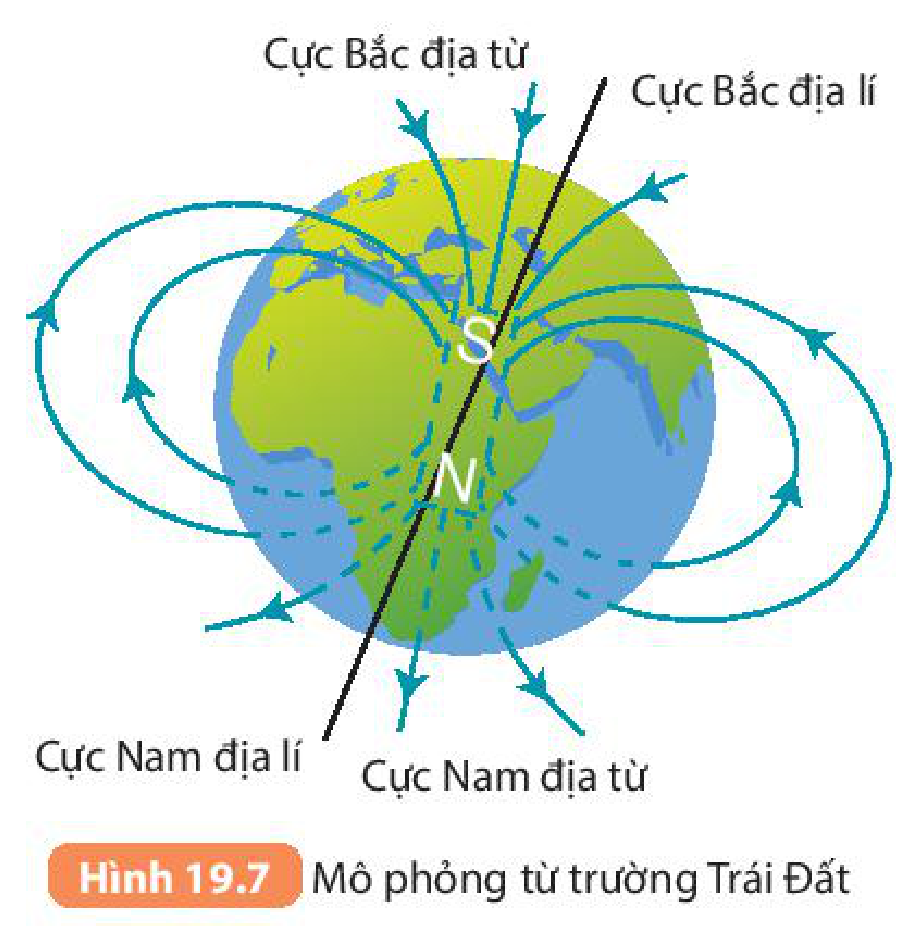 Cực Bắc địa từ
Cực Bắc địa lí
S
N
Cực Nam địa lí
Cực Nam địa từ
Hình 19.7 Mô phỏng từ trường Trái Đất